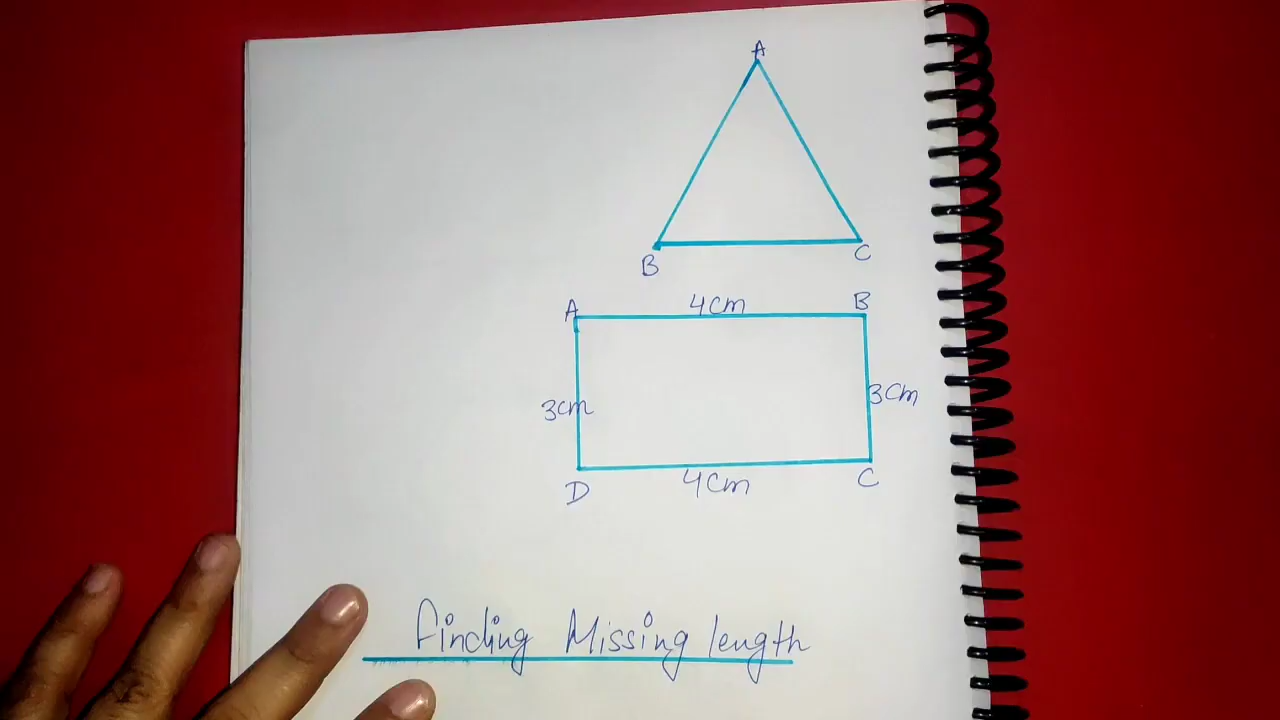 A
B C
A 4cm B
3cm 3cm
D 4cm C
Finding Missing length